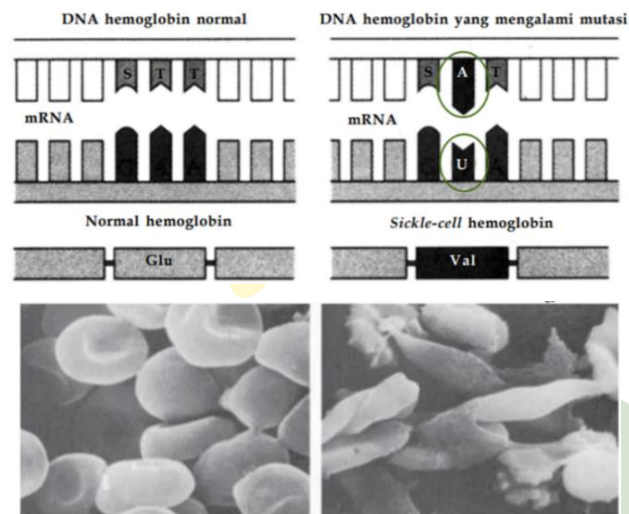 DNA hemoglobin normal
DNA hemoglobin yang mengalami mutasi
S T T
S A T
mRNA
mRNA
G A A
U A
Normal hemoglobin
Sickle-cell hemoglobin
Glu
Val